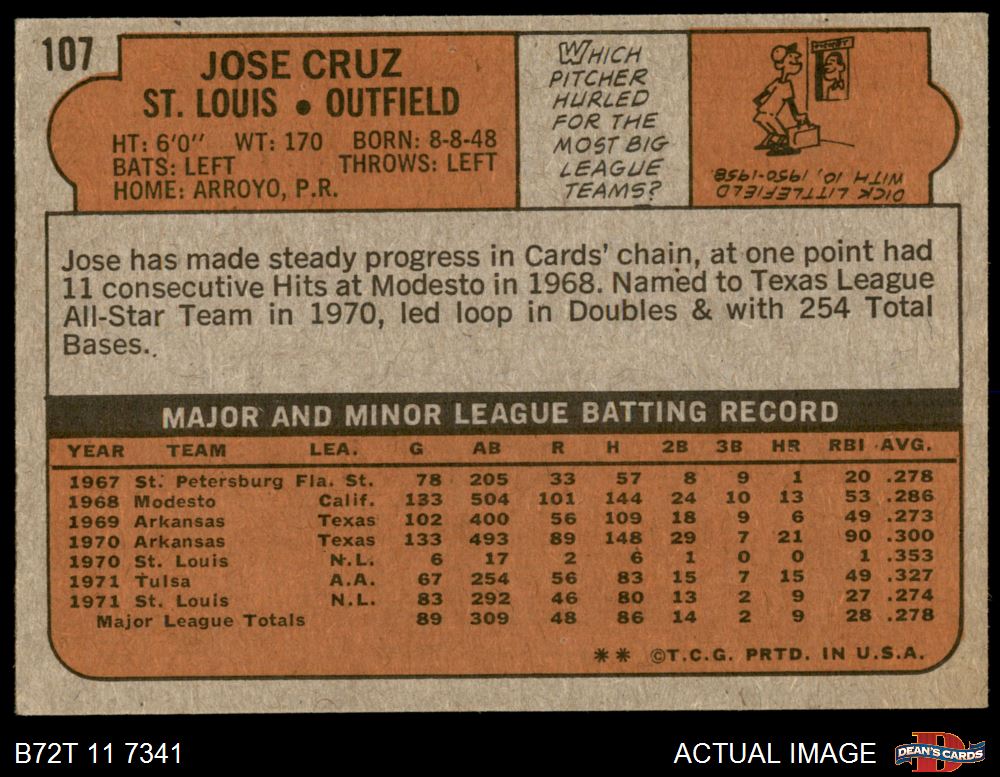 107
JOSE CRUZ
ST. LOUIS • OUTFIELD
HT: 6'0" WT: 170 BORN: 8-8-48
BATS: LEFT THROWS: LEFT
HOME: ARROYO, P.R.
WHICH
PITCHER
HURLED
FOR THE
MOST BIG
LEAGUE
TEAMS?
DICK LITTLEFIELD
WITH 10, 1950-1958.
Jose has made steady progress in Cards' chain, at one point had
11 consecutive Hits at Modesto in 1968. Named to Texas League
All-Star Team in 1970, led loop in Doubles & with 254 Total
Bases..
MAJOR AND MINOR LEAGUE BATTING RECORD
YEAR TEAM LEA. G AB R H 2B 3B HR RBI AVG.
1967 St. Petersburg Fla. St. 78 205 33 57 8 9 1 20 .278
1968 Modesto Calif. 133 504 101 144 24 10 13 53 .286
1969 Arkansas Texas 102 400 56 109 18 9 6 49 .273
1970 Arkansas Texas 133 493 89 148 29 7 21 90 .300
1970 St. Louis N.L. 6 17 2 6 1 0 0 1 .353
1971 Tulsa A.A. 67 254 56 83 15 7 15 49 .327
1971 St. Louis N.L. 83 292 46 80 13 2 9 27 .274
Major League Totals 89 309 48 86 14 2 9 28 .278
** ©T.C.G. PRTD. IN U.S.A.
B72T 11 7341
ACTUAL IMAGE
DEAN'S CARDS